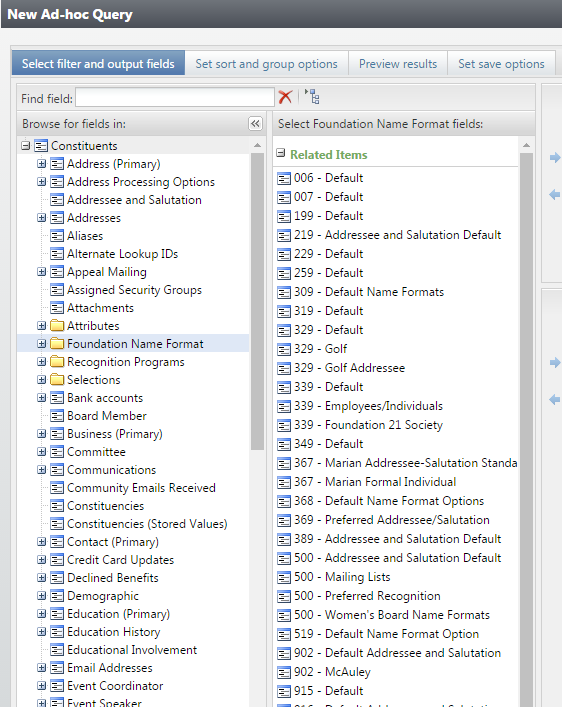 New Ad-hoc Query
Select filter and output fields
Set sort and group options
Preview results
Set save options
Find field:
Browse for fields in:
Constituents
Address (Primary)
Address Processing Options
Addressee and Salutation
Addresses
Aliases
Alternate Lookup IDs
Appeal Mailing
Assigned Security Groups
Attachments
Attributes
Foundation Name Format
Recognition Programs
Selections
Bank accounts
Board Member
Business (Primary)
Committee
Communications
Community Emails Received
Constituencies
Constituencies (Stored Values)
Contact (Primary)
Credit Card Updates
Declined Benefits
Demographic
Education (Primary)
Education History
Educational Involvement
Email Addresses
Event Coordinator
Event Speaker
Select Foundation Name Format fields:
Related Items
006 - Default
007 - Default
199 - Default
219 - Addressee and Salutation Default
229 - Default
259 - Default
309 - Default Name Formats
319 - Default
329 - Default
329 - Golf
329 - Golf Addressee
339 - Default
339 - Employees/Individuals
339 - Foundation 21 Society
349 - Default
367 - Marian Addressee-Salutation Standa
367 - Marian Formal Individual
368 - Default Name Format Options
369 - Preferred Addressee/Salutation
389 - Addressee and Salutation Default
500 - Addressee and Salutation Default
500 - Mailing Lists
500 - Preferred Recognition
500 - Women's Board Name Formats
519 - Default Name Format Option
902 - Default Addressee and Salutation
902 - McAuley
915 - Default